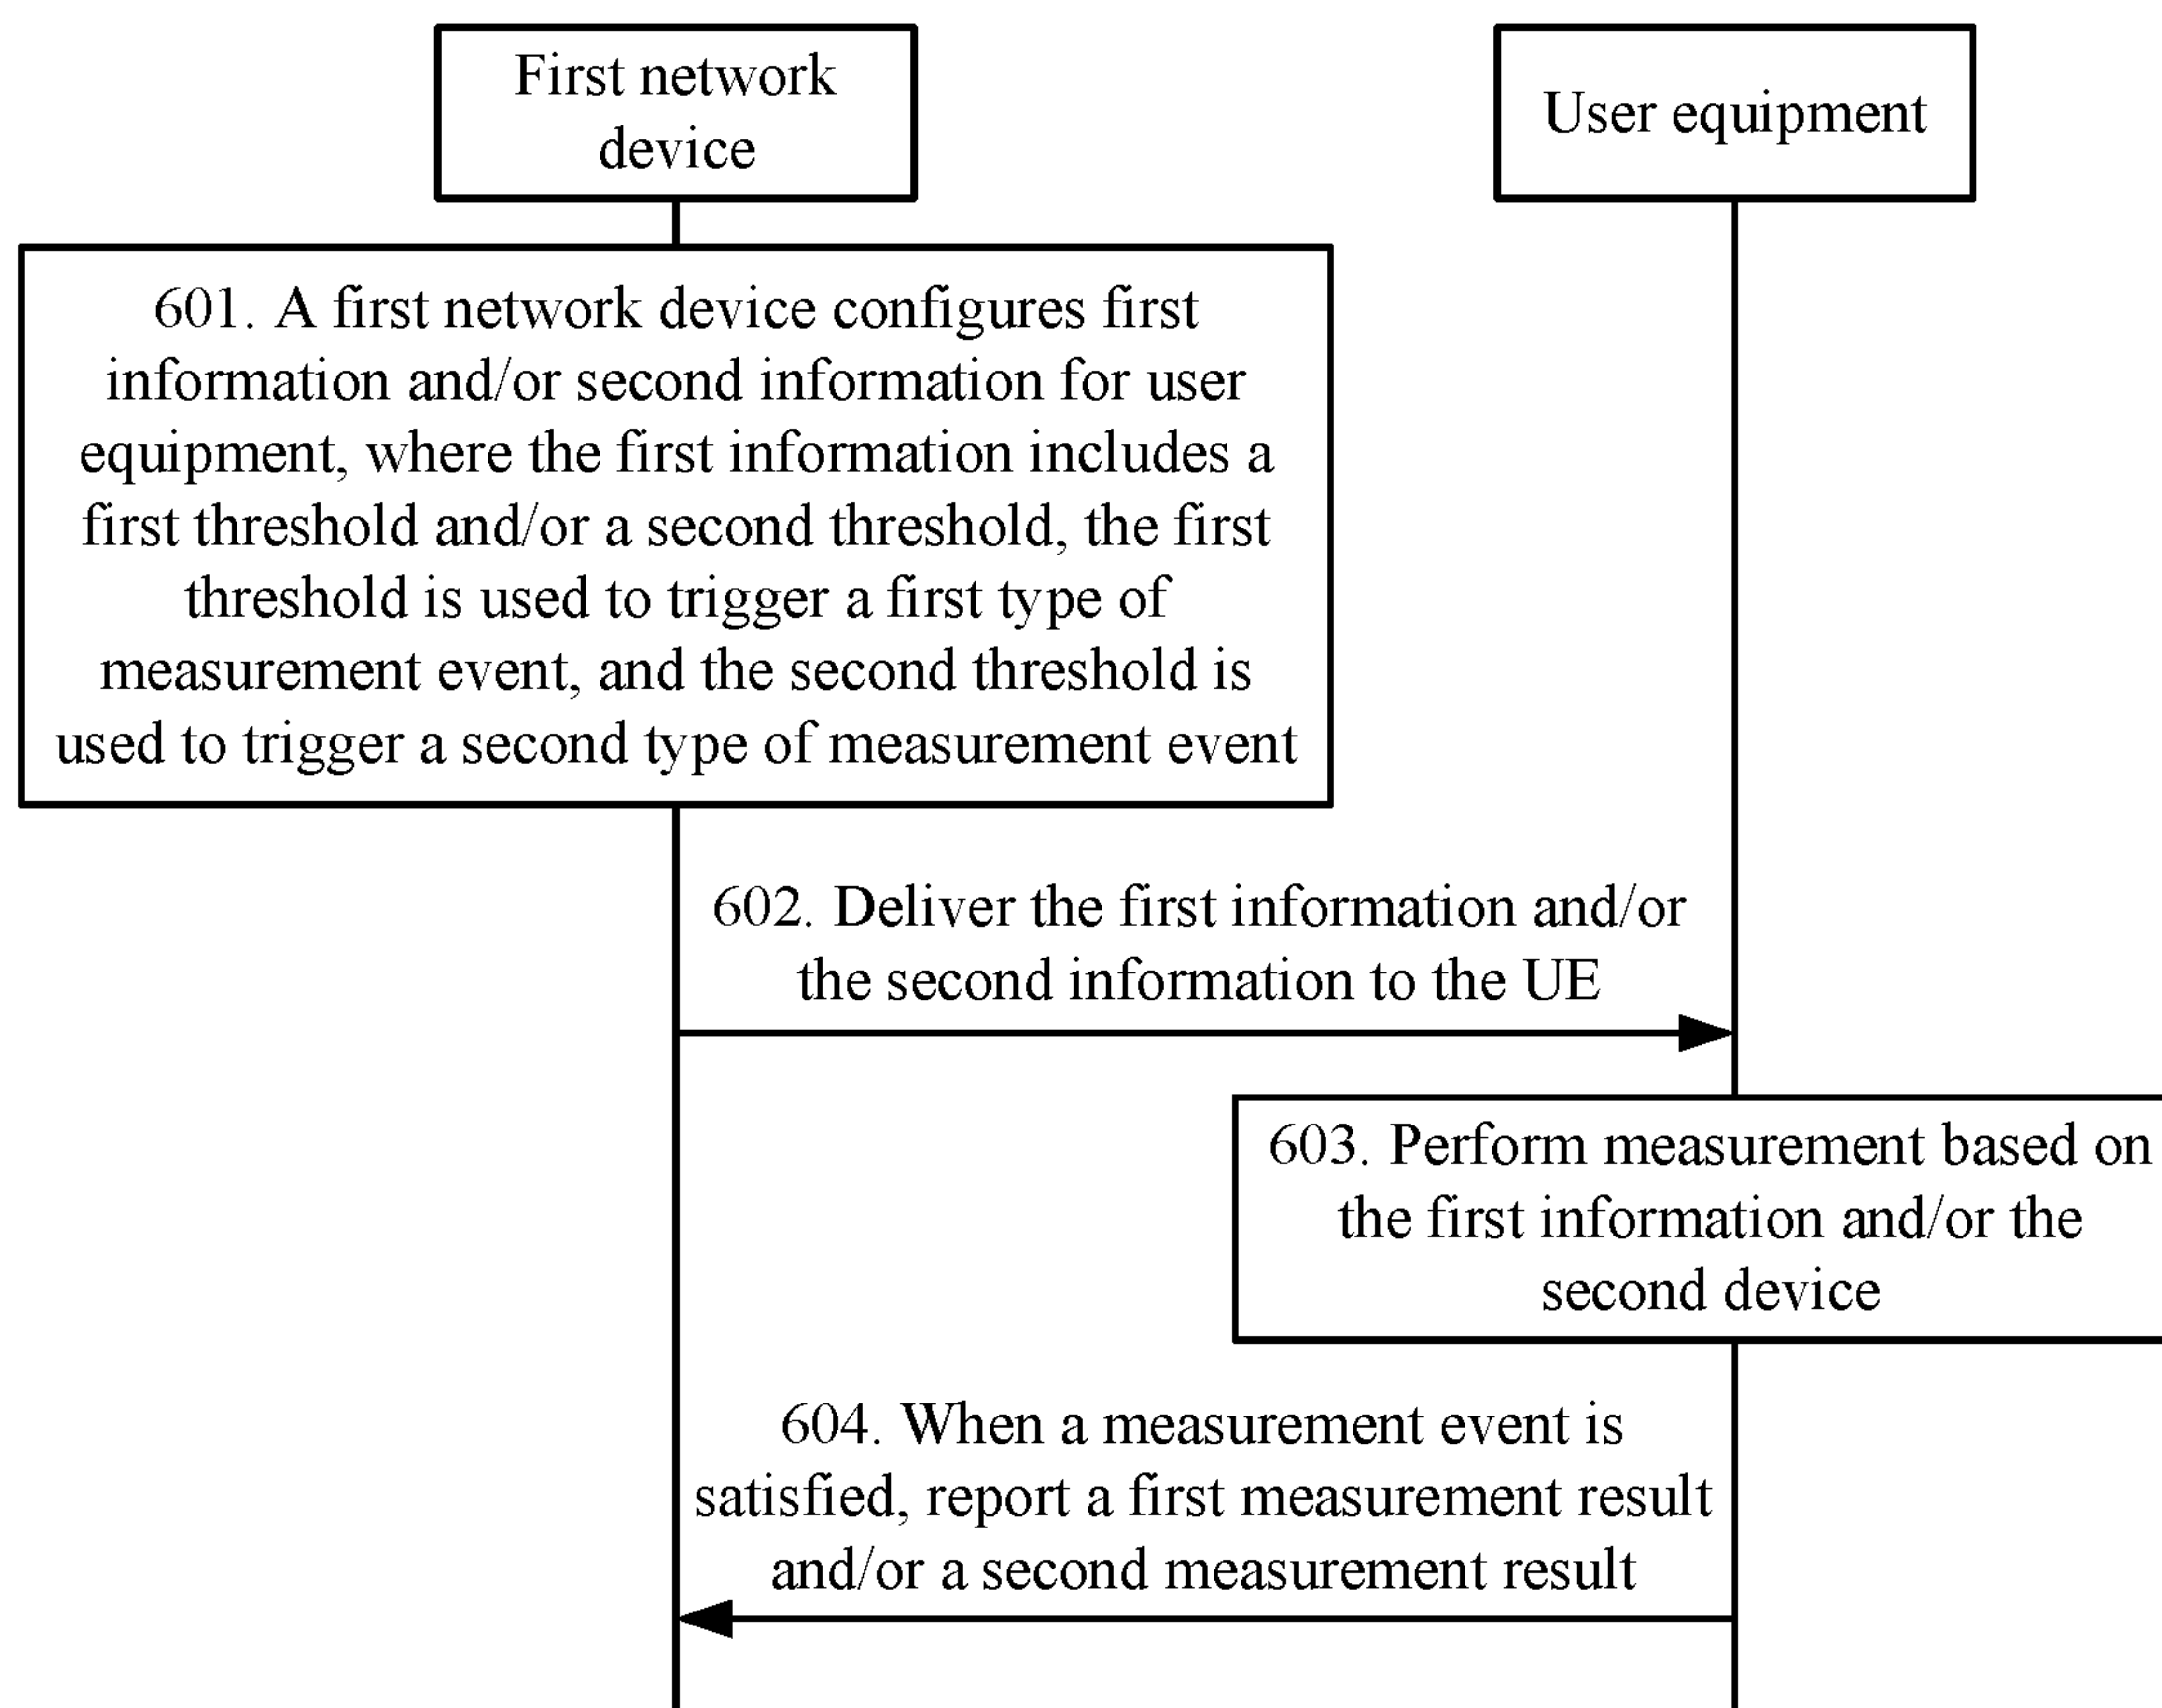 First network
device
User equipment
601. A first network device configures first
information and/or second information for user
equipment, where the first information includes a
first threshold and/or a second threshold, the first
threshold is used to trigger a first type of
measurement event, and the second threshold is
used to trigger a second type of measurement event
602. Deliver the first information and/or
the second information to the UE
603. Perform measurement based on
the first information and/or the
second device
604. When a measurement event is
satisfied, report a first measurement result
and/or a second measurement result